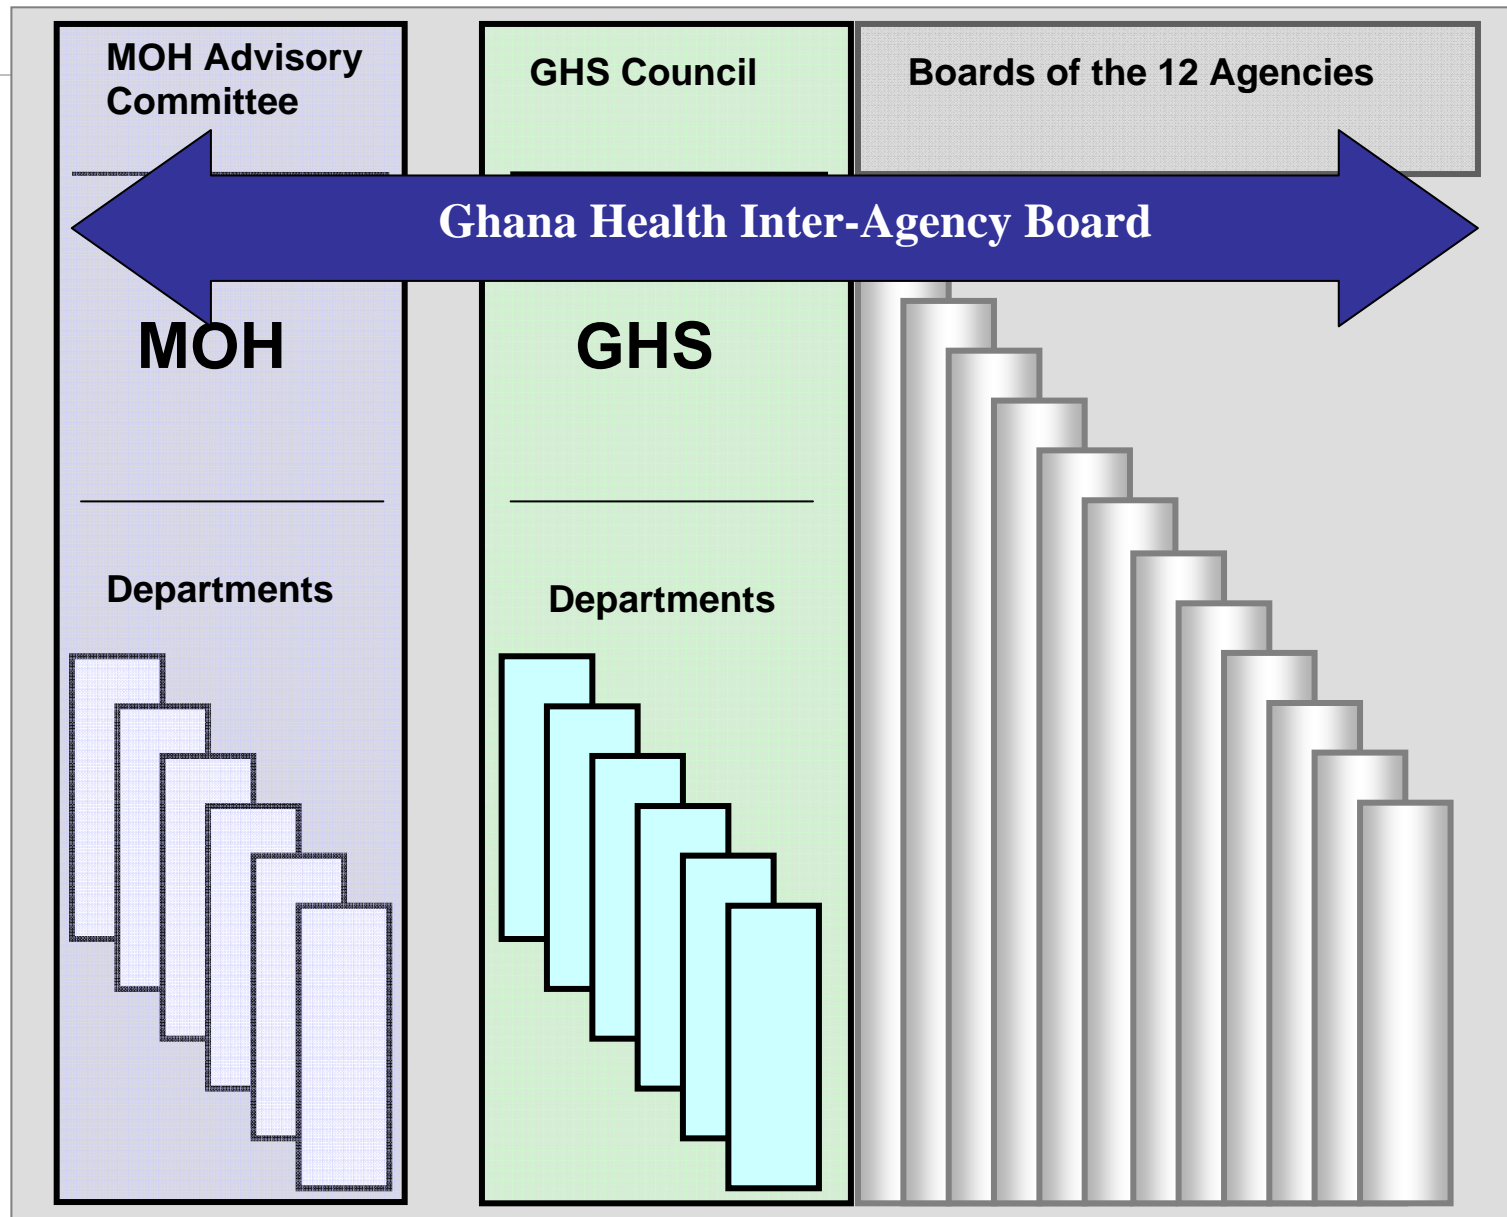 MOH Advisory
Committee
GHS Council
Boards of the 12 Agencies
Ghana Health Inter-Agency Board
MOH
GHS
Departments
Departments